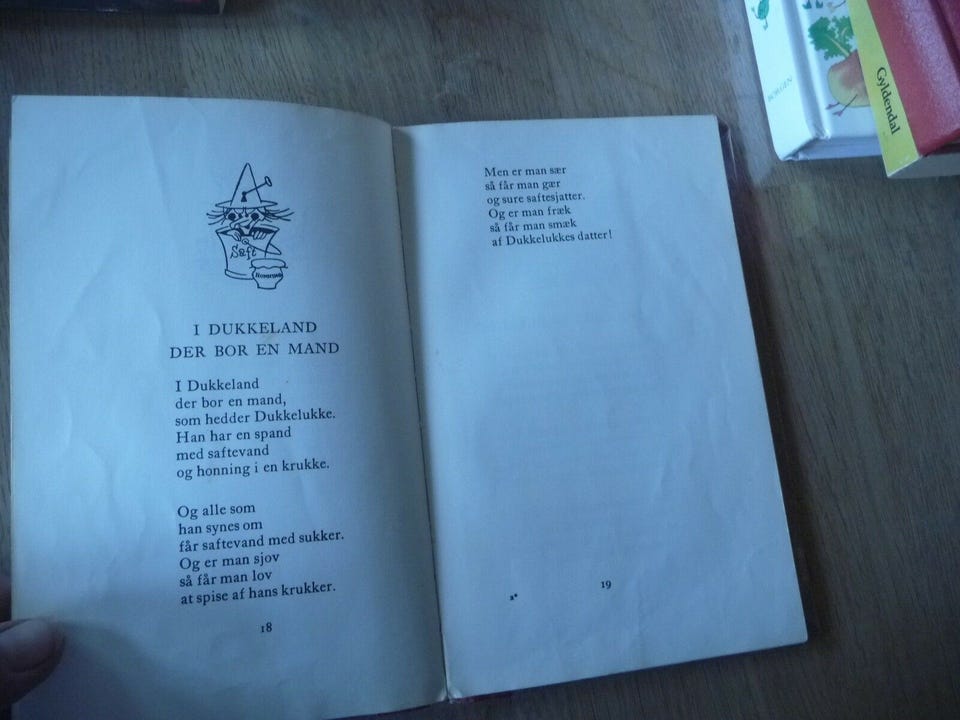 Saft
I DUKKELAND
DER BOR EN MAND
I Dukkeland
der bor en mand,
som hedder Dukkelukke.
Han har en spand
med saftevand
og honning i en krukke.
Og alle som
han synes om
får saftevand med sukker.
Og er man sjov
så får man lov
at spise af hans krukker.
18
Men er man sær
så får man gær
og sure saftesjatter.
Og er man fræk
så får man smæk
af Dukkelukkes datter!
2*
19
BORGEN
Gyldendal